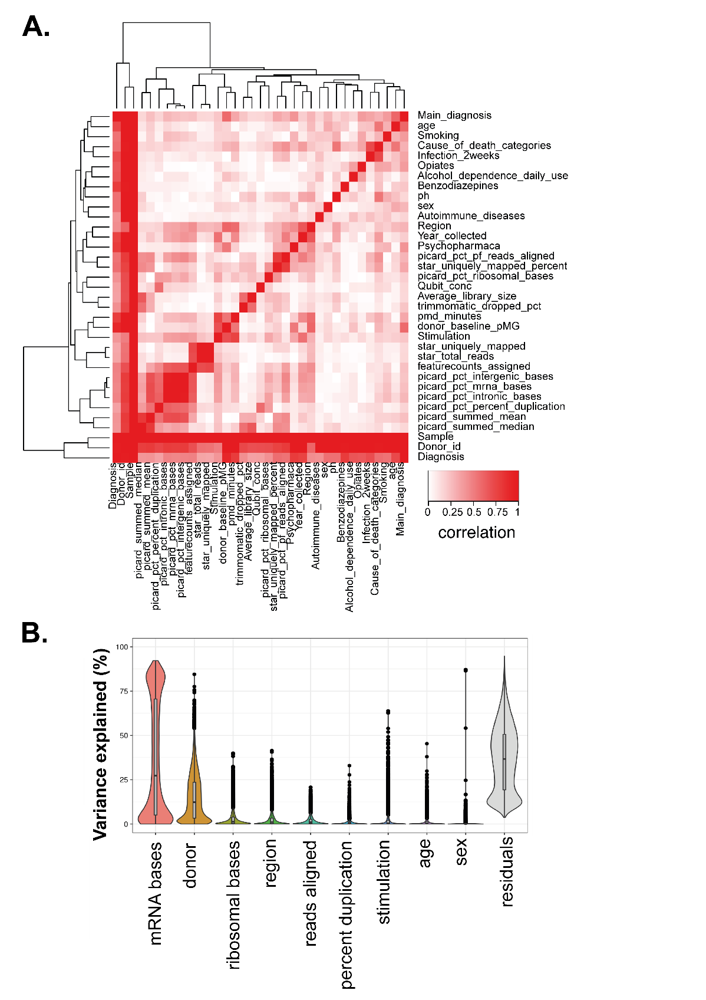 A.
Main_diagnosis
age
Smoking
Cause_of_death_categories
Infection_2weeks
Opiates
Alcohol_dependence_daily_use
Benzodiazepines
ph
sex
Autoimmune_diseases
Region
Year_collected
Psychopharmaca
picard_pct_pf_reads_aligned
star_uniquely_mapped_percent
picard_pct_ribosomal_bases
Qubit_conc
Average_library_size
trimmomatic_dropped_pct
pmd_minutes
donor_baseline_pMG
Stimulation
star_uniquely_mapped
star_total_reads
featurecounts_assigned
picard_pct_intergenic_bases
picard_pct_mrna_bases
picard_pct_intronic_bases
picard_pct_percent_duplication
picard_summed_mean
picard_summed_median
Sample
Donor_id
Diagnosis
Diagnosis
Donor_id
Sample
picard_summed_median
picard_summed_mean
picard_pct_percent_duplication
picard_pct_intronic_bases
picard_pct_mrna_bases
picard_pct_intergenic_bases
featurecounts_assigned
star_total_reads
star_uniquely_mapped
Stimulation
donor_baseline_pMG
pmd_minutes
trimmomatic_dropped_pct
Average_library_size
Qubit_conc
picard_pct_ribosomal_bases
star_uniquely_mapped_percent
picard_pct_pf_reads_aligned
Psychopharmaca
Year_collected
Region
Autoimmune_diseases
sex
ph
Benzodiazepines
Alcohol_dependence_daily_use
Opiates
Infection_2weeks
Cause_of_death_categories
Smoking
age
Main_diagnosis
0 0.25 0.5 0.75 1
correlation
B.
Variance explained (%)
100
75
50
25
0
mRNA bases
donor
ribosomal bases
region
reads aligned
percent duplication
stimulation
age
sex
residuals